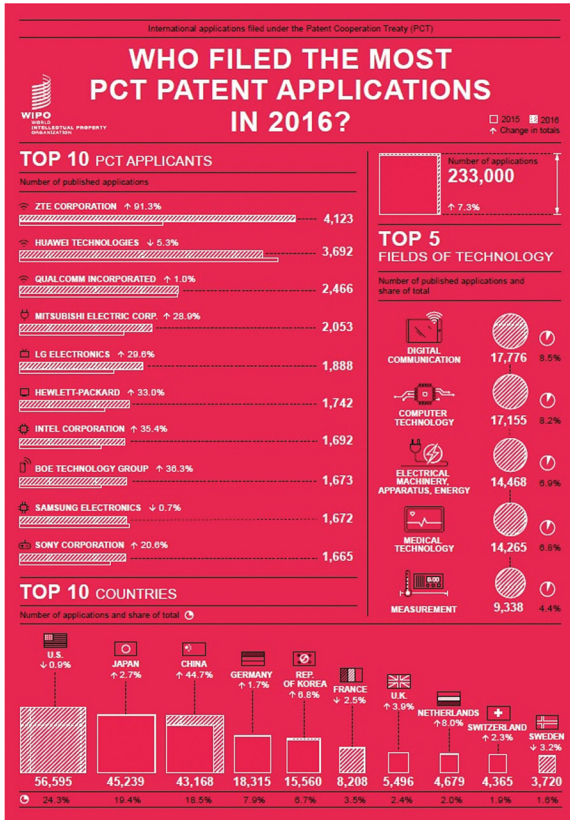 International applications filed under the Patent Cooperation Treaty (PCT)
WHO FILED THE MOST
PCT PATENT APPLICATIONS
IN 2016?
WIPO
WORLD
INTELLECTUAL PROPERTY
ORGANIZATION
2015 2016
↑ Change in totals
TOP 10 PCT APPLICANTS
Number of published applications
ZTE CORPORATION ↑ 91.3%
4,123
HUAWEI TECHNOLOGIES ↓ 5.3%
3,692
QUALCOMM INCORPORATED ↑ 1.0%
2,466
MITSUBISHI ELECTRIC CORP. ↑ 28.9%
2,053
LG ELECTRONICS ↑ 29.6%
1,888
HEWLETT-PACKARD ↑ 33.0%
1,742
INTEL CORPORATION ↑ 35.4%
1,692
BOE TECHNOLOGY GROUP ↑ 36.3%
1,673
SAMSUNG ELECTRONICS ↓ 0.7%
1,672
SONY CORPORATION ↑ 20.6%
1,665
Number of applications
233,000
↑ 7.3%
TOP 5
FIELDS OF TECHNOLOGY
Number of published applications and
share of total
DIGITAL
COMMUNICATION
17,776 8.5%
COMPUTER
TECHNOLOGY
17,155 8.2%
ELECTRICAL
MACHINERY,
APPARATUS, ENERGY
14,468 6.9%
MEDICAL
TECHNOLOGY
14,265 6.8%
MEASUREMENT
9,338 4.4%
TOP 10 COUNTRIES
Number of applications and share of total
U.S.
↓ 0.9%
56,595
24.3%
JAPAN
↑ 2.7%
45,239
19.4%
CHINA
↑ 44.7%
43,168
18.5%
GERMANY
↑ 1.7%
18,315
7.9%
REP.
OF KOREA
↑ 6.8%
15,560
6.7%
FRANCE
↓ 2.5%
8,208
3.5%
U.K.
↑ 3.9%
5,496
2.4%
NETHERLANDS
↑ 8.0%
4,679
2.0%
SWITZERLAND
↑ 2.3%
4,365
1.9%
SWEDEN
↓ 3.2%
3,720
1.6%